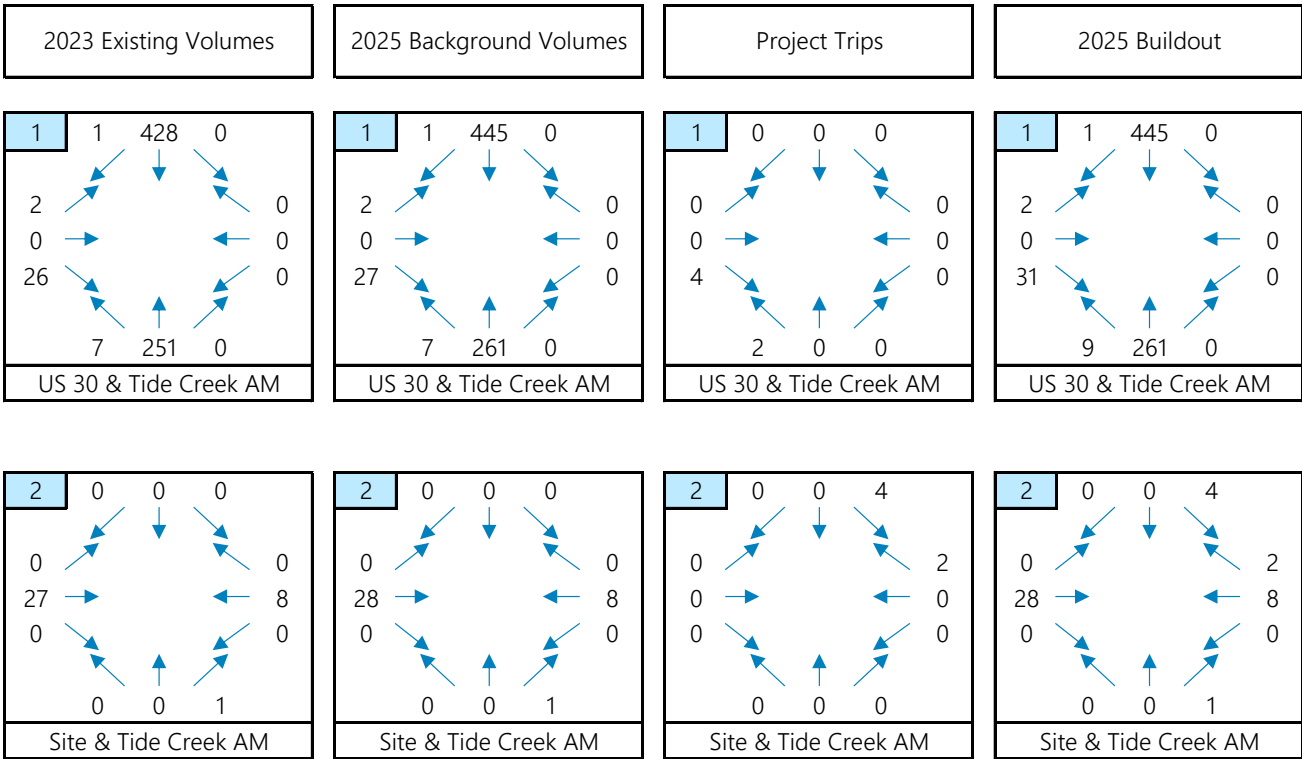 2023 Existing Volumes
2025 Background Volumes
Project Trips
2025 Buildout
1 1 428 0
2 0
0 0
26 0
7 251 0
US 30 & Tide Creek AM
1 1 445 0
2 0
0 0
27 0
7 261 0
US 30 & Tide Creek AM
1 0 0 0
0 0
0 0
4 0
2 0 0
US 30 & Tide Creek AM
1 1 445 0
2 0
0 0
31 0
9 261 0
US 30 & Tide Creek AM
2 0 0 0
0 0
27 8
0 0
0 0 1
Site & Tide Creek AM
2 0 0 0
0 0
28 8
0 0
0 0 1
Site & Tide Creek AM
2 0 0 4
0 2
0 0
0 0
0 0 0
Site & Tide Creek AM
2 0 0 4
0 2
28 8
0 0
0 0 1
Site & Tide Creek AM